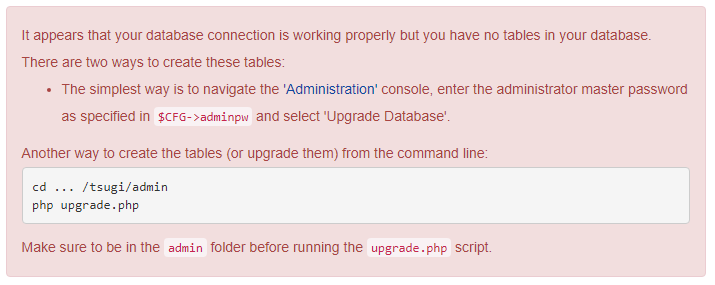 It appears that your database connection is working properly but you have no tables in your database.
There are two ways to create these tables:
• The simplest way is to navigate the 'Administration' console, enter the administrator master password
as specified in $CFG->adminpw and select 'Upgrade Database'.
Another way to create the tables (or upgrade them) from the command line:
cd ... /tsugi/admin
php upgrade.php
Make sure to be in the admin folder before running the upgrade.php script.